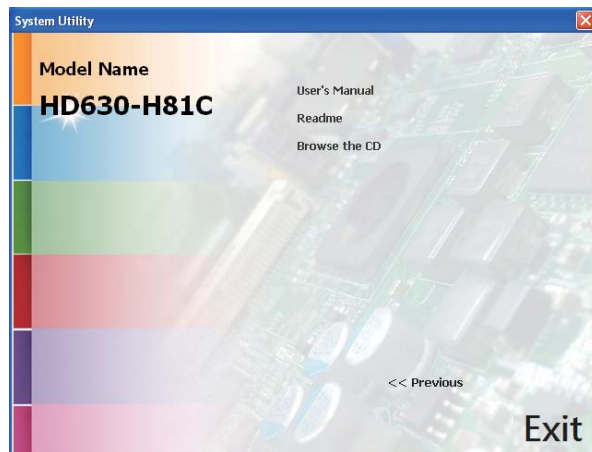 System Utility
Model Name
HD630-H81C
User's Manual
Readme
Browse the CD
<< Previous
Exit